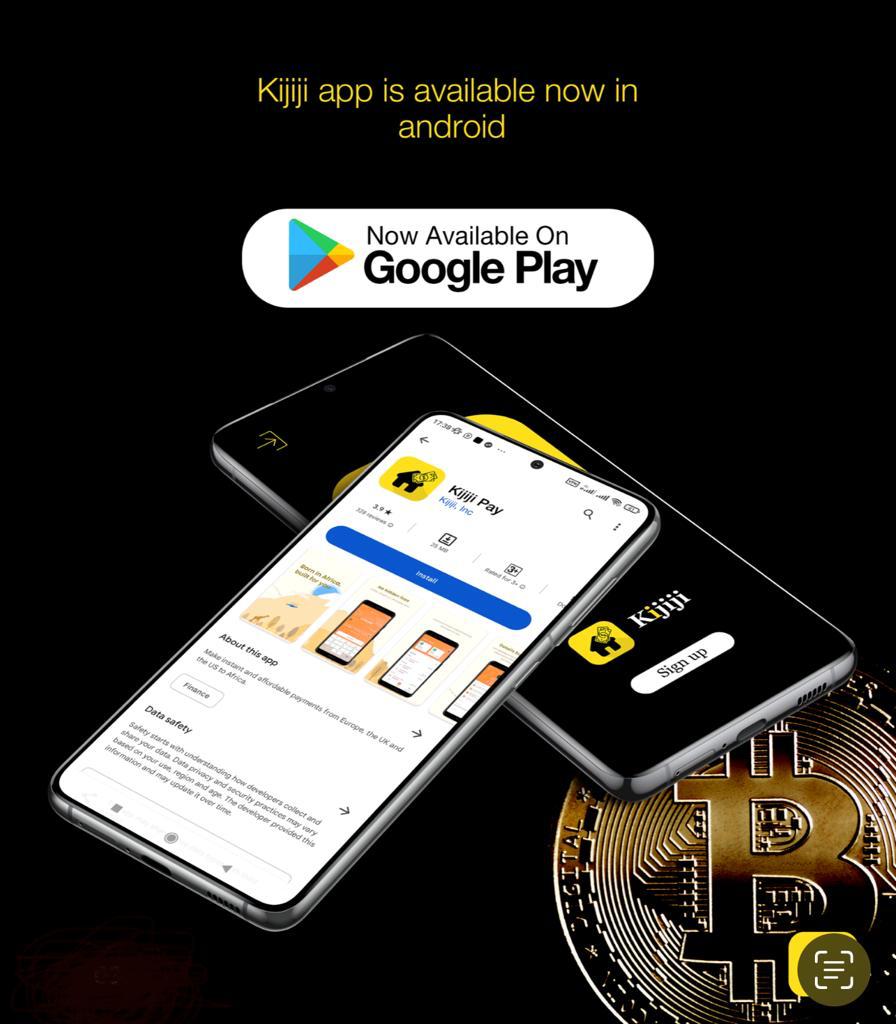 Kijiji app is available now in
android
Now Available On
Google Play
17:38
Kijiji Pay
Kijiji, Inc
3.9 ★
328 reviews
25 MB
3+
Rated for 3+
Install
Born in Africa,
built for you
About this app
Make instant and affordable payments from Europe, the UK and
the US to Africa.
Finance
Data safety
Safety starts with understanding how developers collect and
share your data. Data privacy and security practices may vary
based on your use, region and age. The developer provided this
information and may update it over time.
Kijiji
Sign up
DIGITAL